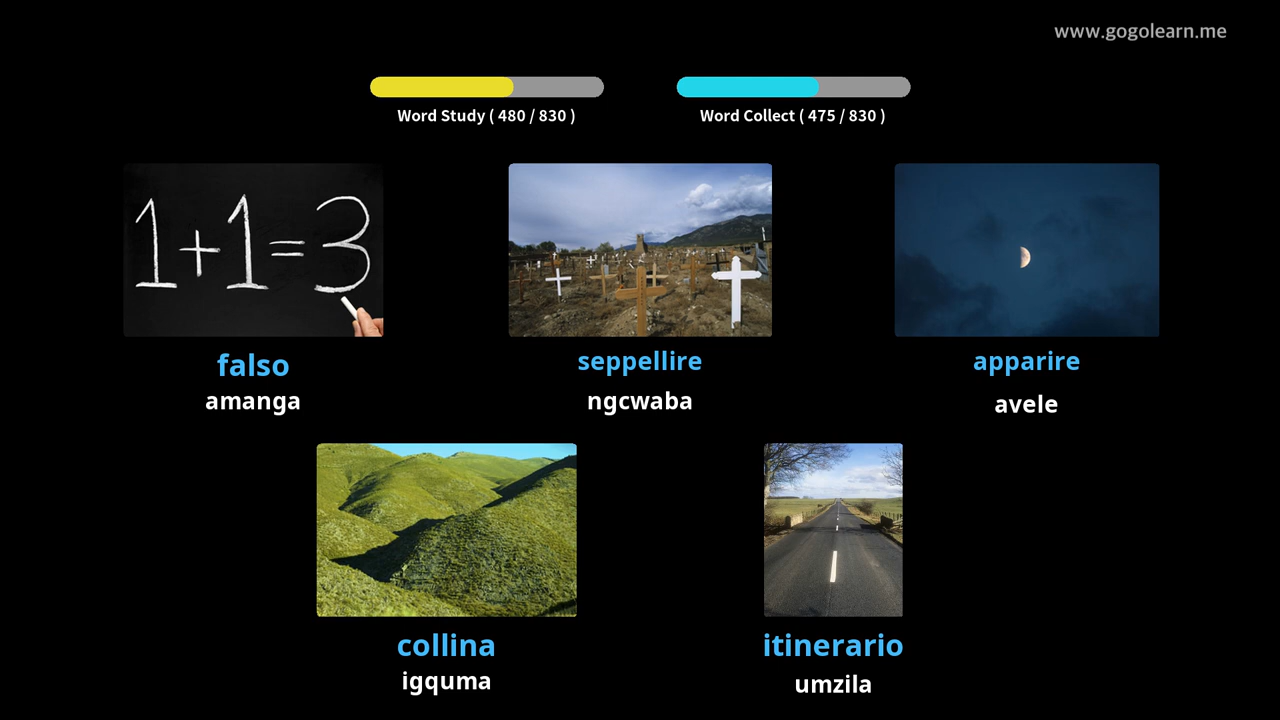 www.gogolearn.me
Word Study ( 480 / 830 )
Word Collect ( 475 / 830 )
1+1=3
falso
amanga
seppellire
ngcwaba
apparire
avele
collina
igquma
itinerario
umzila